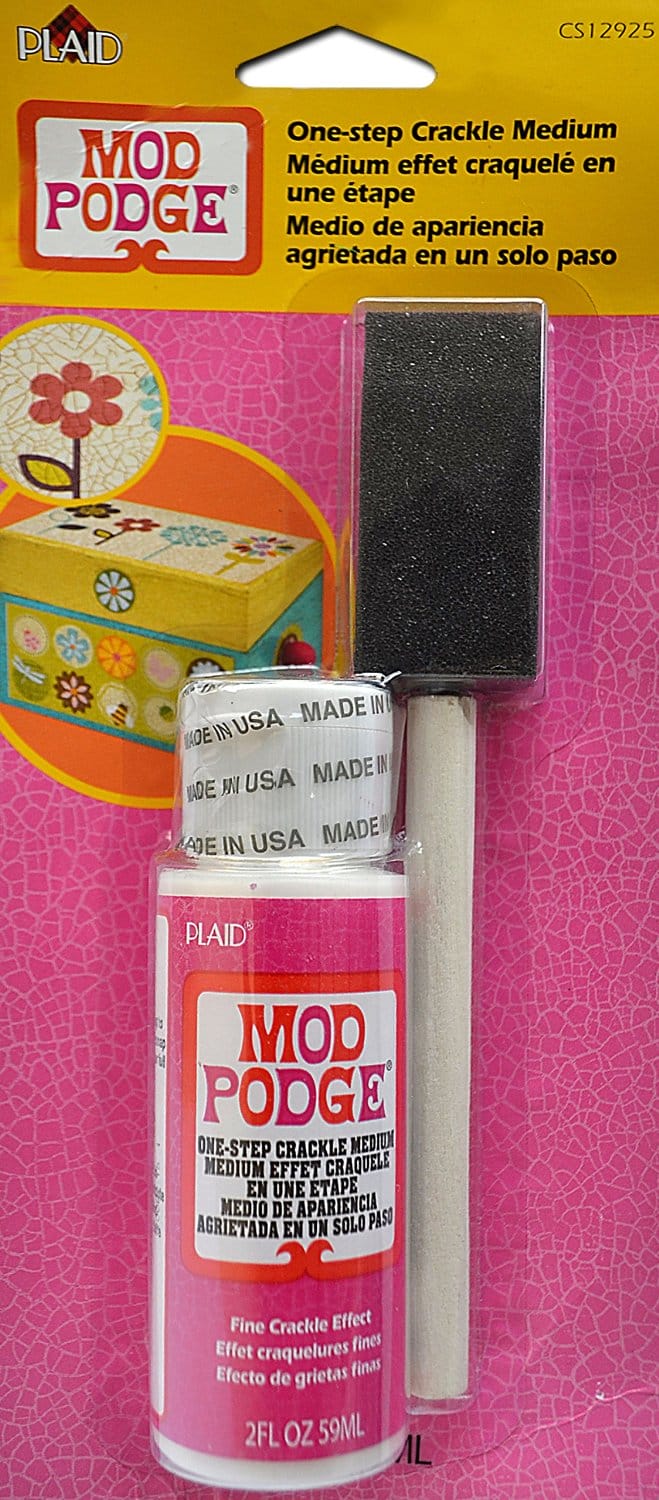 PLAID
CS12925
MOD
PODGE®
One-step Crackle Medium
Médium effet craquelé en
une étape
Medio de apariencia
agrietada en un solo paso
MADE IN USA MADE IN
MADE IN USA MADE IN
MADE IN USA MADE
PLAID®
MOD
PODGE®
ONE-STEP CRACKLE MEDIUM
MEDIUM EFFET CRAQUELE
EN UNE ETAPE
MEDIO DE APARIENCIA
AGRIETADA EN UN SOLO PASO
Fine Crackle Effect
Effet craquelures fines
Efecto de grietas finas
2FL OZ 59ML
ML